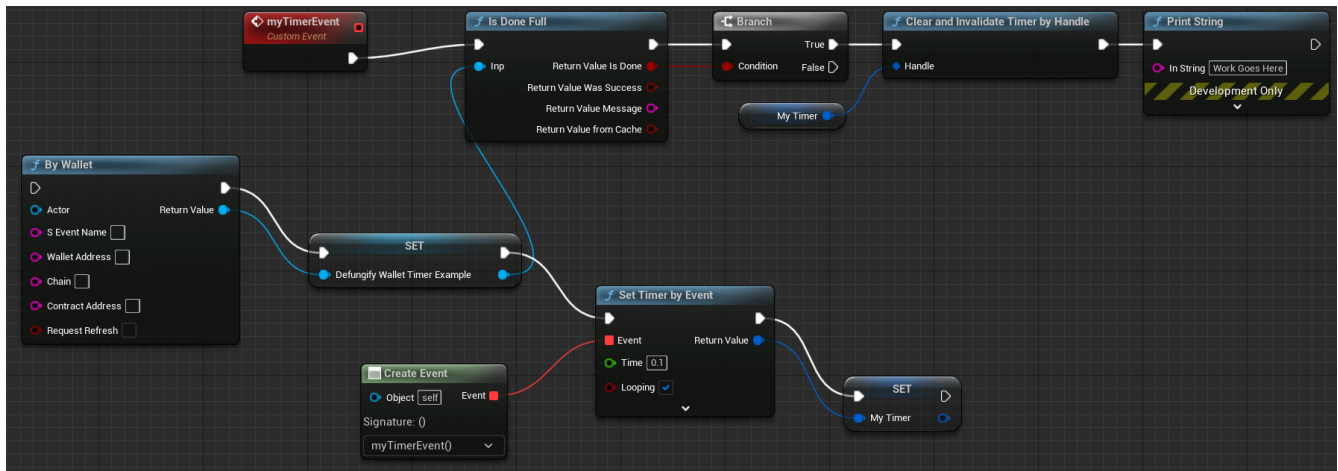 myTimerEvent
Custom Event
f Is Done Full
Inp
Return Value Is Done
Return Value Was Success
Return Value Message
Return Value from Cache
Branch
Condition
True
False
f Clear and Invalidate Timer by Handle
Handle
My Timer
f Print String
In String Work Goes Here
Development Only
f By Wallet
Actor
Return Value
S Event Name
Wallet Address
Chain
Contract Address
Request Refresh
SET
Defungify Wallet Timer Example
f Set Timer by Event
Event
Return Value
Time 0.1
Looping
Create Event
Object self
Event
Signature: ()
myTimerEvent()
SET
My Timer